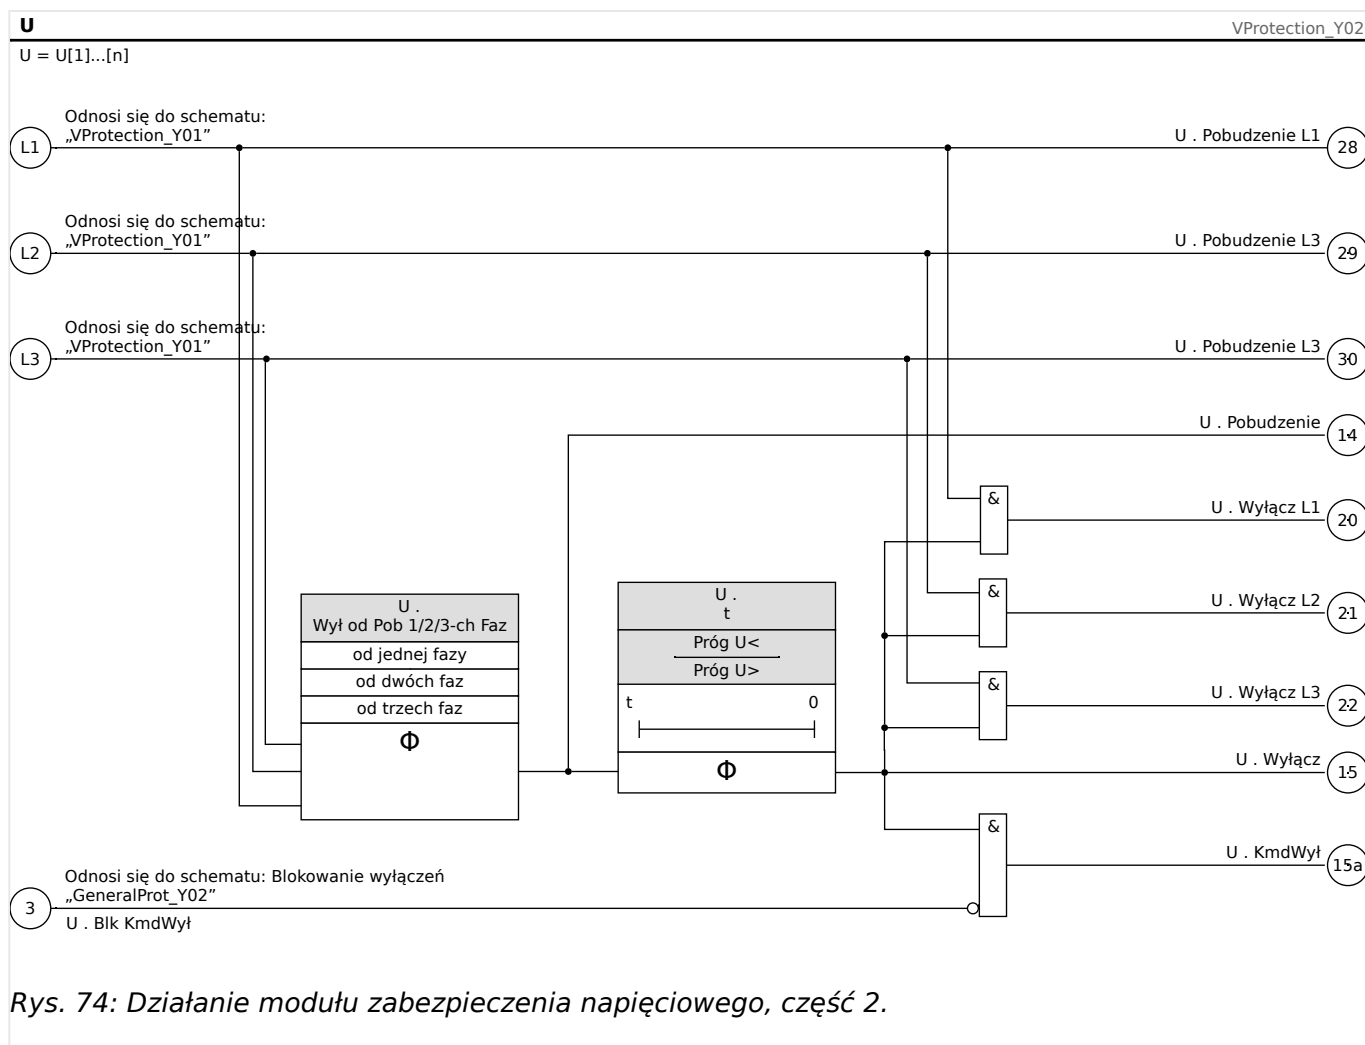 U
VProtection_Y02
U = U[1]...[n]
Odnosi się do schematu:
„VProtection_Y01”
L1
U . Pobudzenie L1
28
Odnosi się do schematu:
„VProtection_Y01”
L2
U . Pobudzenie L3
29
Odnosi się do schematu:
„VProtection_Y01”
L3
U . Pobudzenie L3
30
U . Pobudzenie
14
&
U . Wyłącz L1
20
&
U . Wyłącz L2
21
&
U . Wyłącz L3
22
U .
Wył od Pob 1/2/3-ch Faz
od jednej fazy
od dwóch faz
od trzech faz
Φ
U .
t
Próg U<
Próg U>
t 0
Φ
U . Wyłącz
15
&
U . KmdWył
15a
Odnosi się do schematu: Blokowanie wyłączeń
„GeneralProt_Y02”
3
U . Blk KmdWył
Rys. 74: Działanie modułu zabezpieczenia napięciowego, część 2.